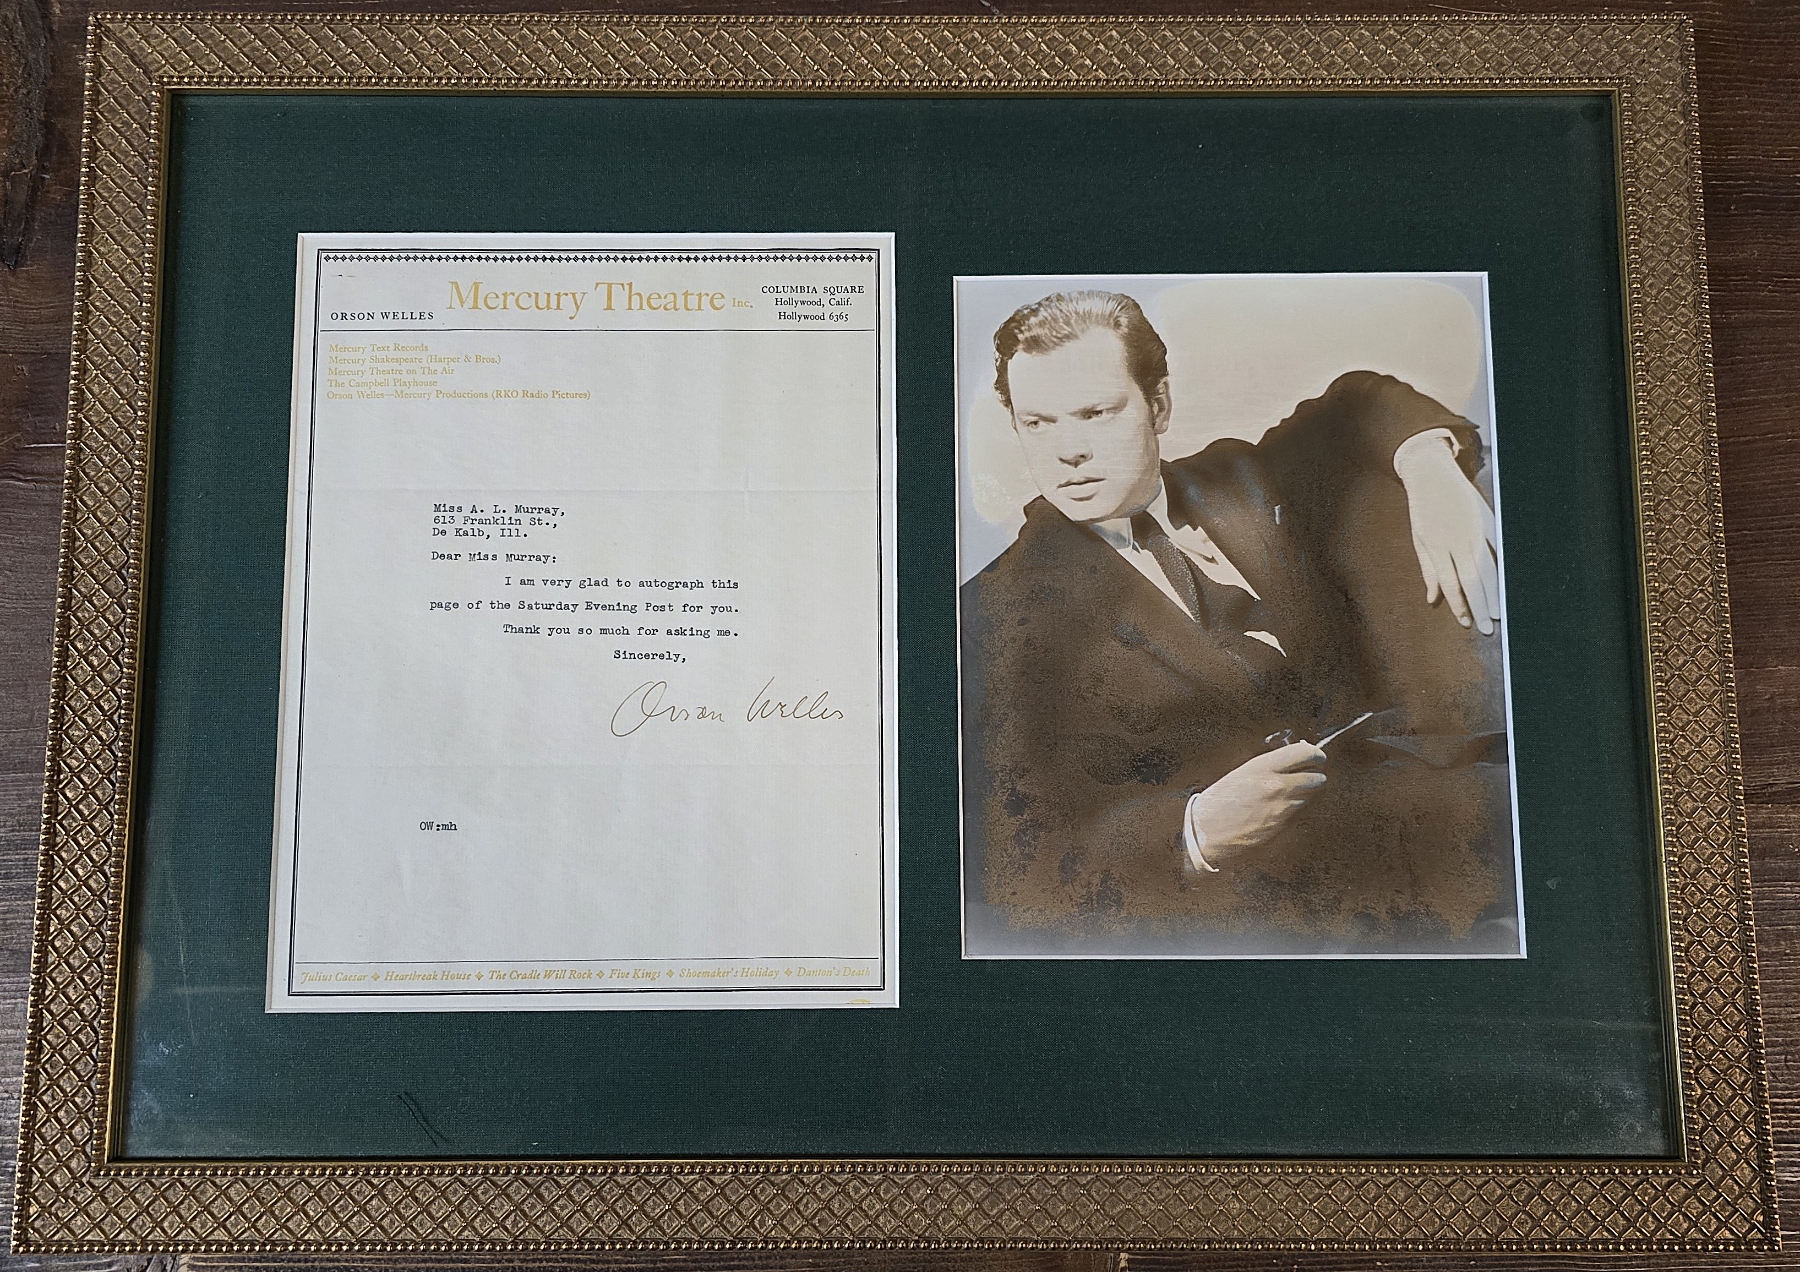 Mercury Theatre Inc.
ORSON WELLES
COLUMBIA SQUARE
Hollywood, Calif.
Hollywood 6365
Mercury Text Records
Mercury Shakespeare (Harper & Bros.)
Mercury Theatre on The Air
The Campbell Playhouse
Orson Welles—Mercury Productions (RKO Radio Pictures)
Miss A. L. Murray,
613 Franklin St.,
De Kalb, Ill.
Dear Miss Murray:
I am very glad to autograph this
page of the Saturday Evening Post for you.
Thank you so much for asking me.
Sincerely,
Orson Welles
OW:mh
Julius Caesar ❖ Heartbreak House ❖ The Cradle Will Rock ❖ Five Kings ❖ Shoemaker's Holiday ❖ Danton's Death